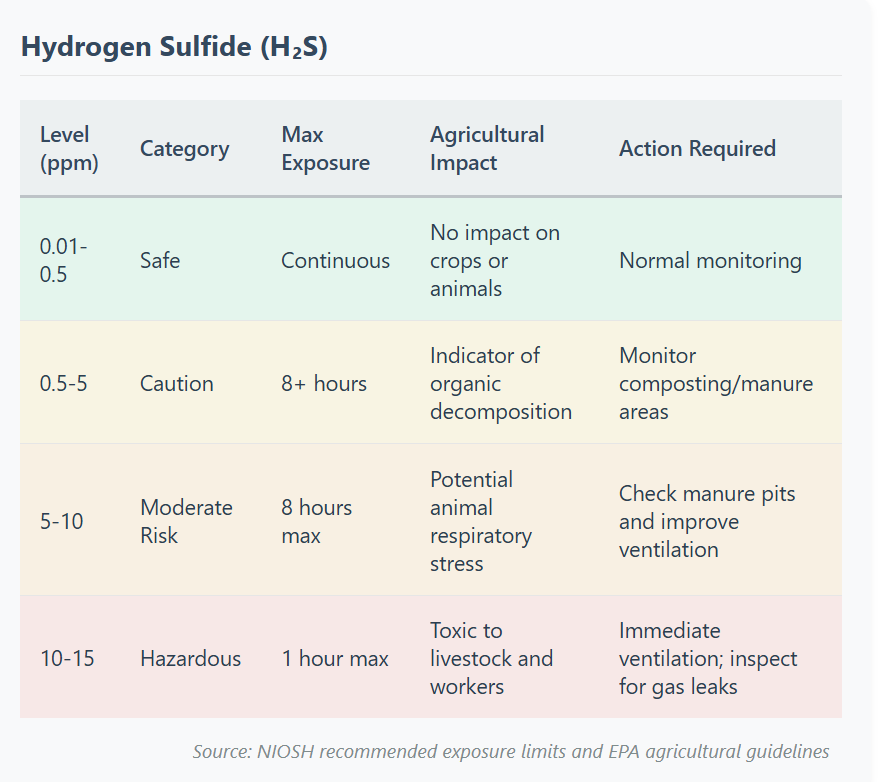 Hydrogen Sulfide (H₂S)
Level
(ppm)
Category
Max
Exposure
Agricultural
Impact
Action Required
0.01-
0.5
Safe
Continuous
No impact on
crops or
animals
Normal monitoring
0.5-5
Caution
8+ hours
Indicator of
organic
decomposition
Monitor
composting/manure
areas
5-10
Moderate
Risk
8 hours
max
Potential
animal
respiratory
stress
Check manure pits
and improve
ventilation
10-15
Hazardous
1 hour max
Toxic to
livestock and
workers
Immediate
ventilation; inspect
for gas leaks
Source: NIOSH recommended exposure limits and EPA agricultural guidelines